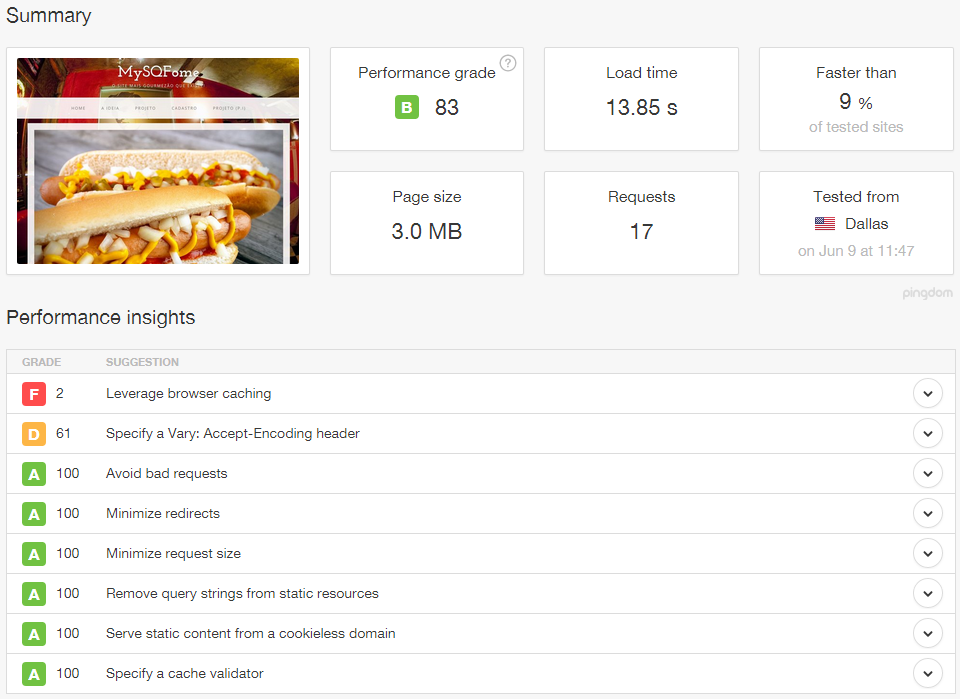 Summary
MySQFome
O SITE MAIS GOURMEZÃO QUE EXISTE
HOME A IDEIA PROJETO CADASTRO PROJETO LP/L
Performance grade ?
B 83
Load time
13.85 s
Faster than
9 %
of tested sites
Page size
3.0 MB
Requests
17
Tested from
Dallas
on Jun 9 at 11:47
pingdom
Performance insights
GRADE SUGGESTION
F 2 Leverage browser caching
D 61 Specify a Vary: Accept-Encoding header
A 100 Avoid bad requests
A 100 Minimize redirects
A 100 Minimize request size
A 100 Remove query strings from static resources
A 100 Serve static content from a cookieless domain
A 100 Specify a cache validator